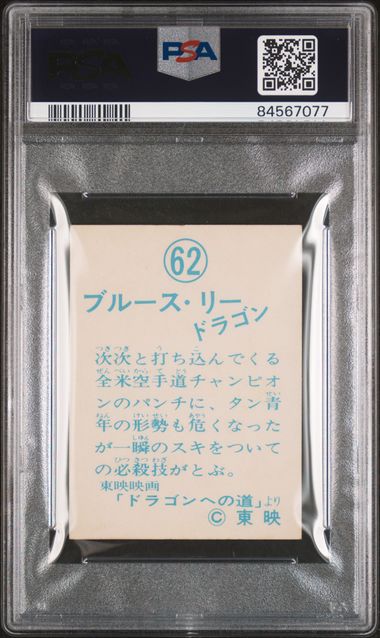 PSA
PSA
84567077
62
ブルース・リー
ドラゴン
次次と打ち込んでくる
全米空手道チャンピオ
ンのパンチに、タン青
年の形勢も危くなった
が一瞬のスキをついて
の必殺技がとぶ。
東映映画
「ドラゴンへの道」より
© 東映